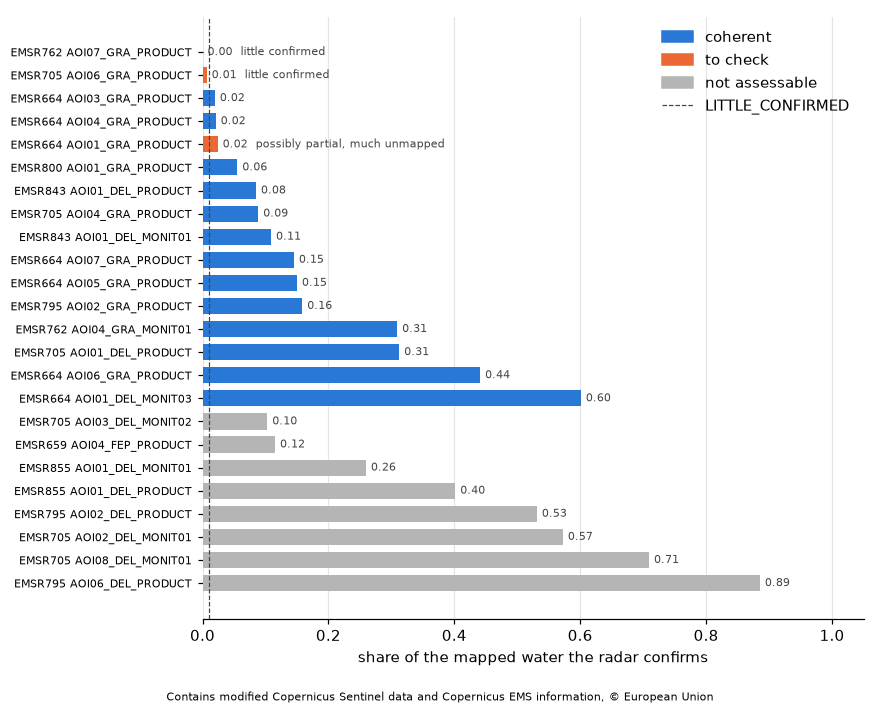 EMSR762 AOI07_GRA_PRODUCT 0.00 little confirmed
EMSR705 AOI06_GRA_PRODUCT 0.01 little confirmed
EMSR664 AOI03_GRA_PRODUCT 0.02
EMSR664 AOI04_GRA_PRODUCT 0.02
EMSR664 AOI01_GRA_PRODUCT 0.02 possibly partial, much unmapped
EMSR800 AOI01_GRA_PRODUCT 0.06
EMSR843 AOI01_DEL_PRODUCT 0.08
EMSR705 AOI04_GRA_PRODUCT 0.09
EMSR843 AOI01_DEL_MONIT01 0.11
EMSR664 AOI07_GRA_PRODUCT 0.15
EMSR664 AOI05_GRA_PRODUCT 0.15
EMSR795 AOI02_GRA_PRODUCT 0.16
EMSR762 AOI04_GRA_MONIT01 0.31
EMSR705 AOI01_DEL_PRODUCT 0.31
EMSR664 AOI06_GRA_PRODUCT 0.44
EMSR664 AOI01_DEL_MONIT03 0.60
EMSR705 AOI03_DEL_MONIT02 0.10
EMSR659 AOI04_FEP_PRODUCT 0.12
EMSR855 AOI01_DEL_MONIT01 0.26
EMSR855 AOI01_DEL_PRODUCT 0.40
EMSR795 AOI02_DEL_PRODUCT 0.53
EMSR705 AOI02_DEL_MONIT01 0.57
EMSR705 AOI08_DEL_MONIT01 0.71
EMSR795 AOI06_DEL_PRODUCT 0.89
coherent
to check
not assessable
LITTLE_CONFIRMED
0.0 0.2 0.4 0.6 0.8 1.0
share of the mapped water the radar confirms
Contains modified Copernicus Sentinel data and Copernicus EMS information, © European Union